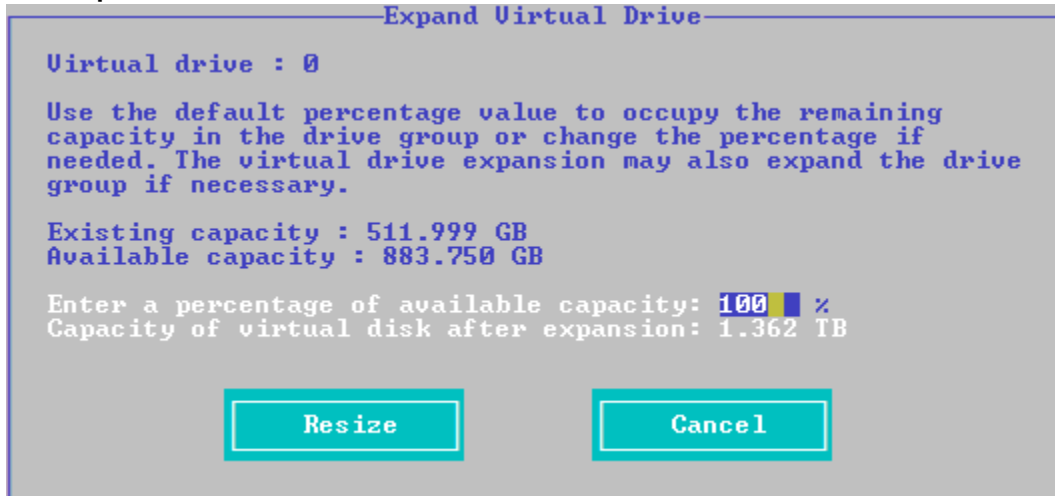 Expand Virtual Drive
Virtual drive : 0
Use the default percentage value to occupy the remaining
capacity in the drive group or change the percentage if
needed. The virtual drive expansion may also expand the drive
group if necessary.
Existing capacity : 511.999 GB
Available capacity : 883.750 GB
Enter a percentage of available capacity: 100 %
Capacity of virtual disk after expansion: 1.362 TB
Resize Cancel